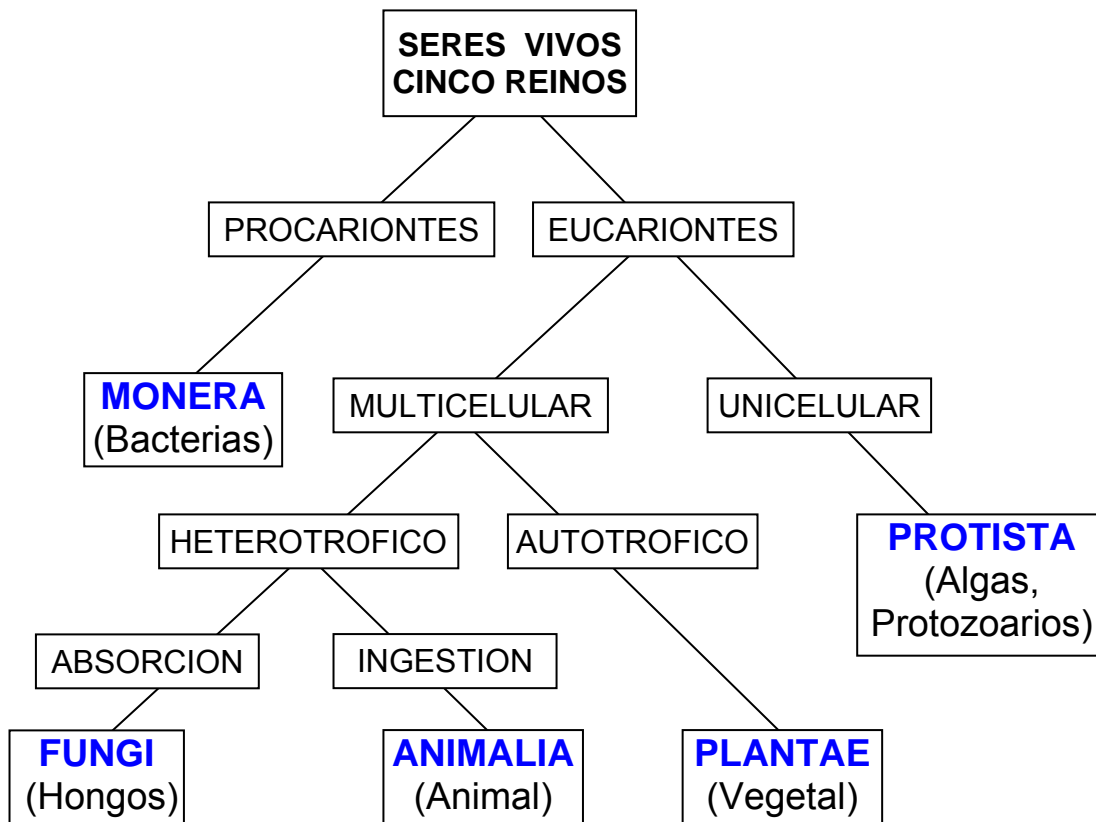 SERES VIVOS
CINCO REINOS
PROCARIONTES
EUCARIONTES
MONERA
(Bacterias)
MULTICELULAR
UNICELULAR
HETEROTROFICO
AUTOTROFICO
PROTISTA
(Algas,
Protozoarios)
ABSORCION
INGESTION
FUNGI
(Hongos)
ANIMALIA
(Animal)
PLANTAE
(Vegetal)